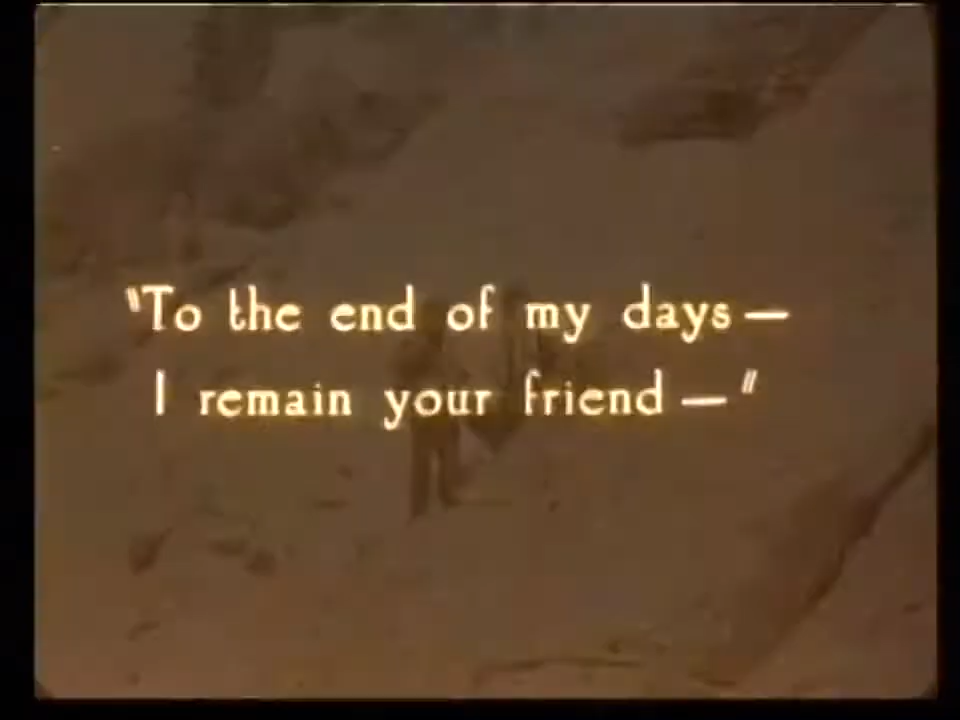 "To the end of my days—
I remain your friend—"